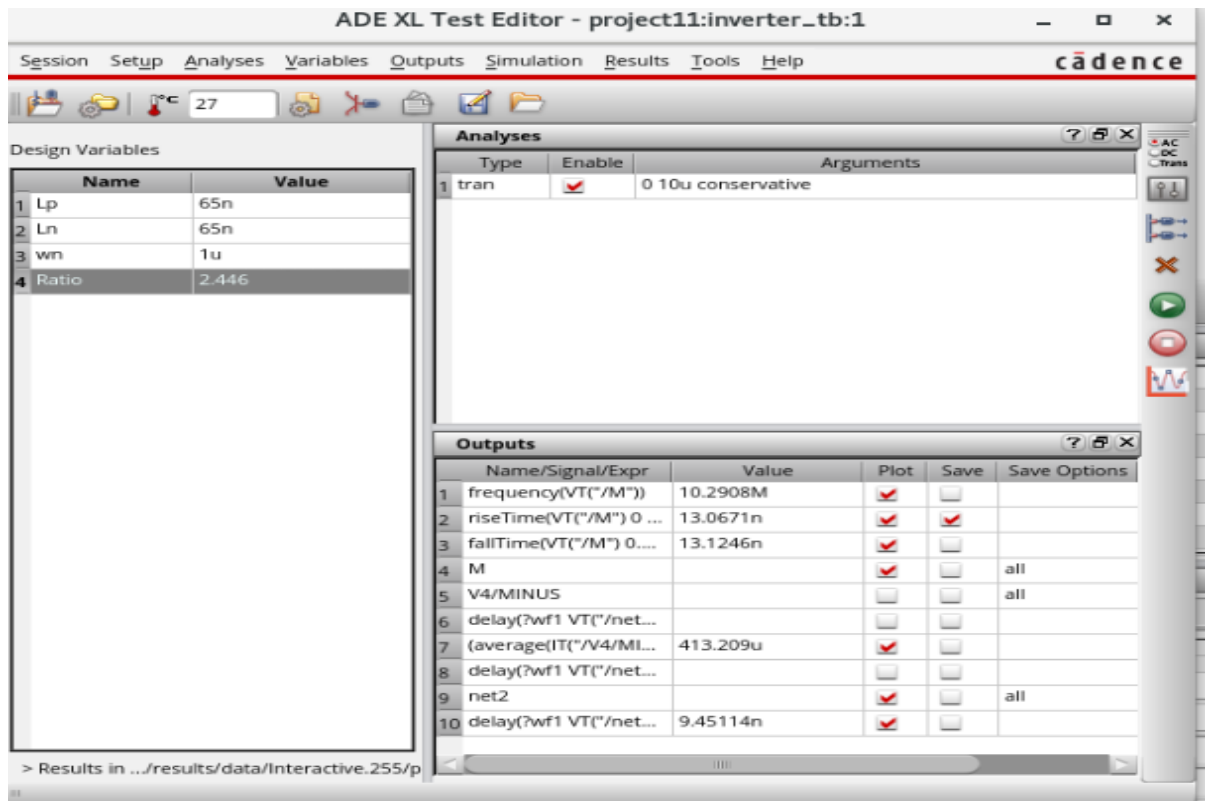 ADE XL Test Editor - project11:inverter_tb:1
Session Setup Analyses Variables Outputs Simulation Results Tools Help
cādence
°C 27
Design Variables
Name Value
1 Lp 65n
2 Ln 65n
3 wn 1u
4 Ratio 2.446
> Results in .../results/data/Interactive.255/p
Analyses
Type Enable Arguments
1 tran 0 10u conservative
AC
DC
Trans
Outputs
Name/Signal/Expr Value Plot Save Save Options
1 frequency(VT("/M")) 10.2908M
2 riseTime(VT("/M") 0 ... 13.0671n
3 fallTime(VT("/M") 0.... 13.1246n
4 M all
5 V4/MINUS all
6 delay(?wf1 VT("/net...
7 (average(IT("/V4/MI... 413.209u
8 delay(?wf1 VT("/net...
9 net2 all
10 delay(?wf1 VT("/net... 9.45114n